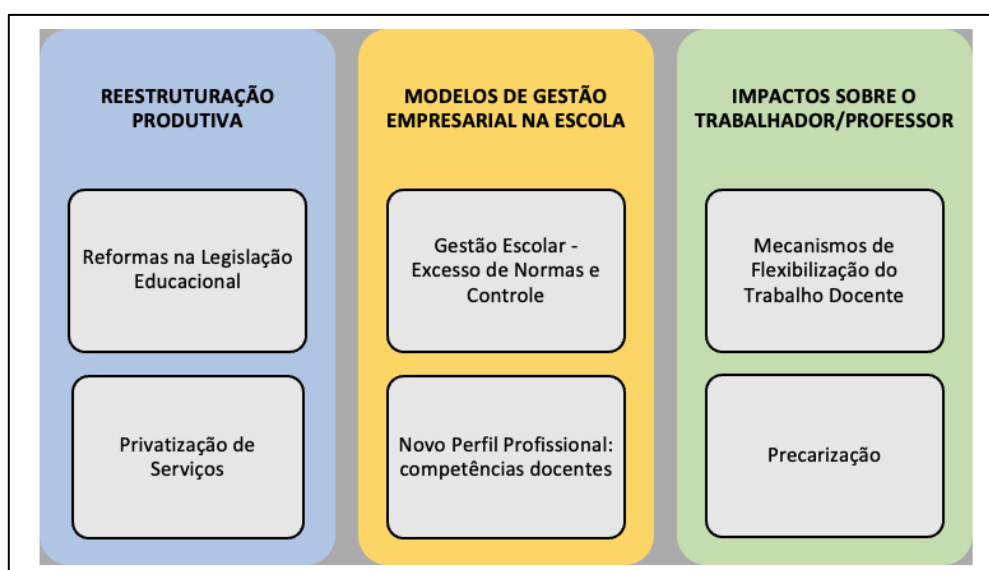 REESTRUTURAÇÃO
PRODUTIVA
Reformas na Legislação
Educacional
Privatização de
Serviços
MODELOS DE GESTÃO
EMPRESARIAL NA ESCOLA
Gestão Escolar -
Excesso de Normas e
Controle
Novo Perfil Profissional:
competências docentes
IMPACTOS SOBRE O
TRABALHADOR/PROFESSOR
Mecanismos de
Flexibilização do
Trabalho Docente
Precarização